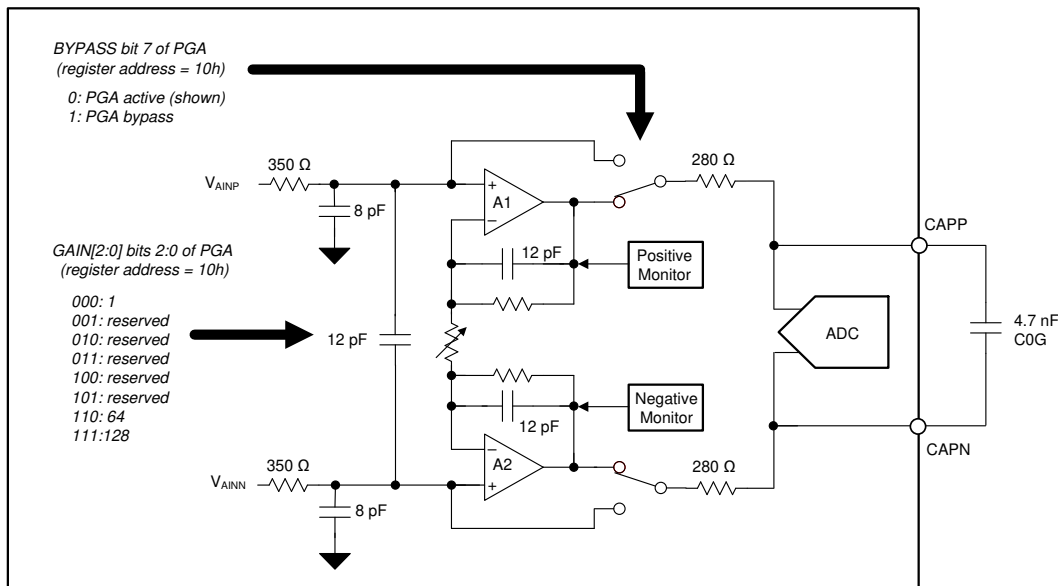 BYPASS bit 7 of PGA
(register address = 10h)
0: PGA active (shown)
1: PGA bypass
350 Ω
V_AINP
8 pF
+
A1
−
280 Ω
CAPP
12 pF
Positive
Monitor
GAIN[2:0] bits 2:0 of PGA
(register address = 10h)
000: 1
001: reserved
010: reserved
011: reserved
100: reserved
101: reserved
110: 64
111:128
12 pF
ADC
4.7 nF
C0G
Negative
Monitor
12 pF
CAPN
350 Ω
V_AINN
8 pF
−
A2
+
280 Ω